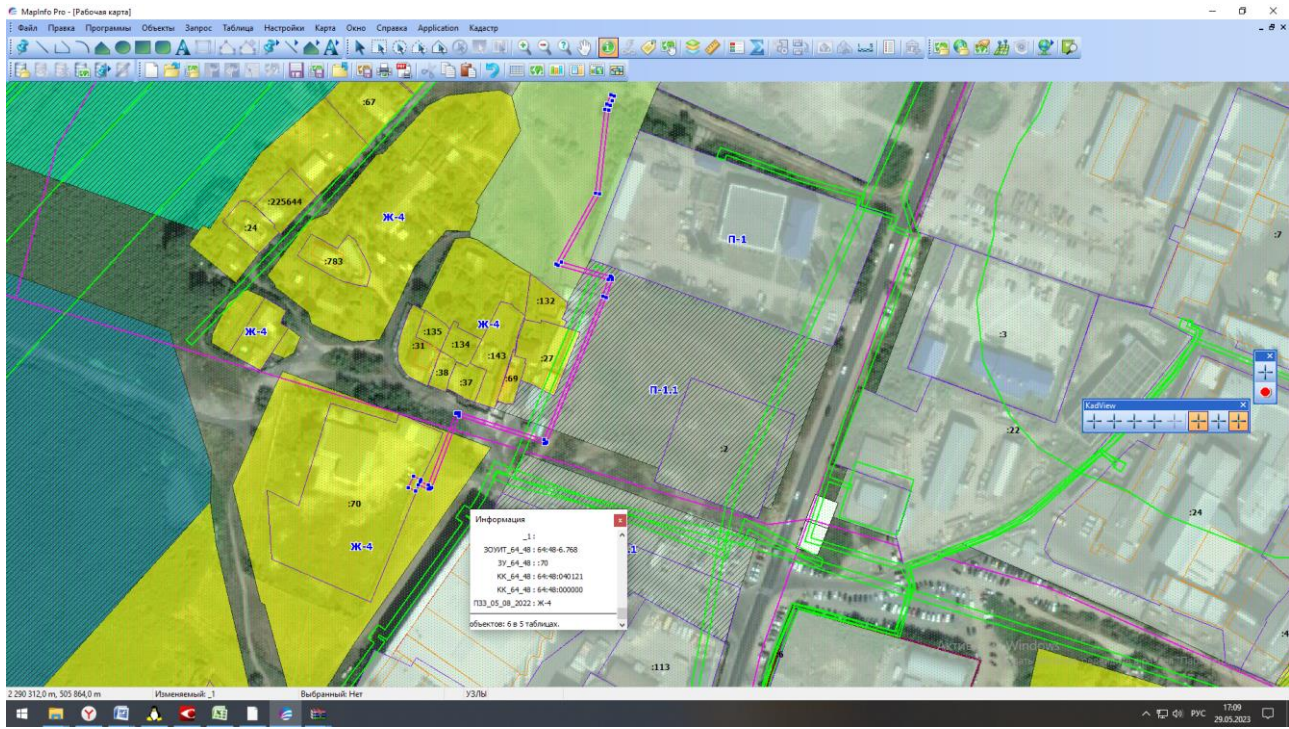 MapInfo Pro - [Рабочая карта]
Файл Правка Программы Объекты Запрос Таблица Настройки Карта Окно Справка Application Кадастр
:67
:225644
:24
Ж-4
:783
П-1
:7
:132
Ж-4
Ж-4
:135
:31
:134
:143
:27
:3
:38
:37
:69
П-1.1
KadView
:22
:2
:70
:24
Ж-4
Информация
_1 :
ЗОУИТ_64_48 : 64:48-6.768
ЗУ_64_48 : :70
КК_64_48 : 64:48:040121
КК_64_48 : 64:48:000000
ПЗЗ_05_08_2022 : Ж-4
объектов: 6 в 5 таблицах.
.1
:4
:113
2 290 312,0 m, 505 864,0 m Изменяемый: _1 Выбранный: Нет УЗЛЫ
РУС
17:09
29.05.2023